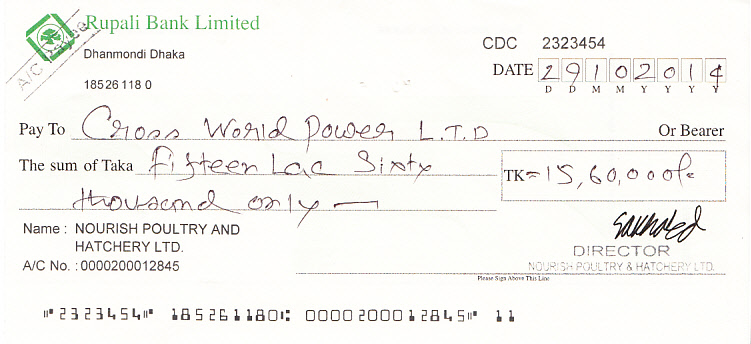 A/C Payee
Rupali Bank Limited
Dhanmondi Dhaka
CDC 2323454
18526 118 0
DATE 29102014
D D M M Y Y Y Y
Pay To Cross World Power L.T.D Or Bearer
The sum of Taka Fifteen Lac Sixty
TK= 15,60,000/=
thousand only —
Name : NOURISH POULTRY AND
HATCHERY LTD.
A/C No. : 0000200012845
DIRECTOR
NOURISH POULTRY & HATCHERY LTD.
Please Sign Above This Line
⑈2323454⑈ 185261180⑆ 0000200012845⑈ 11